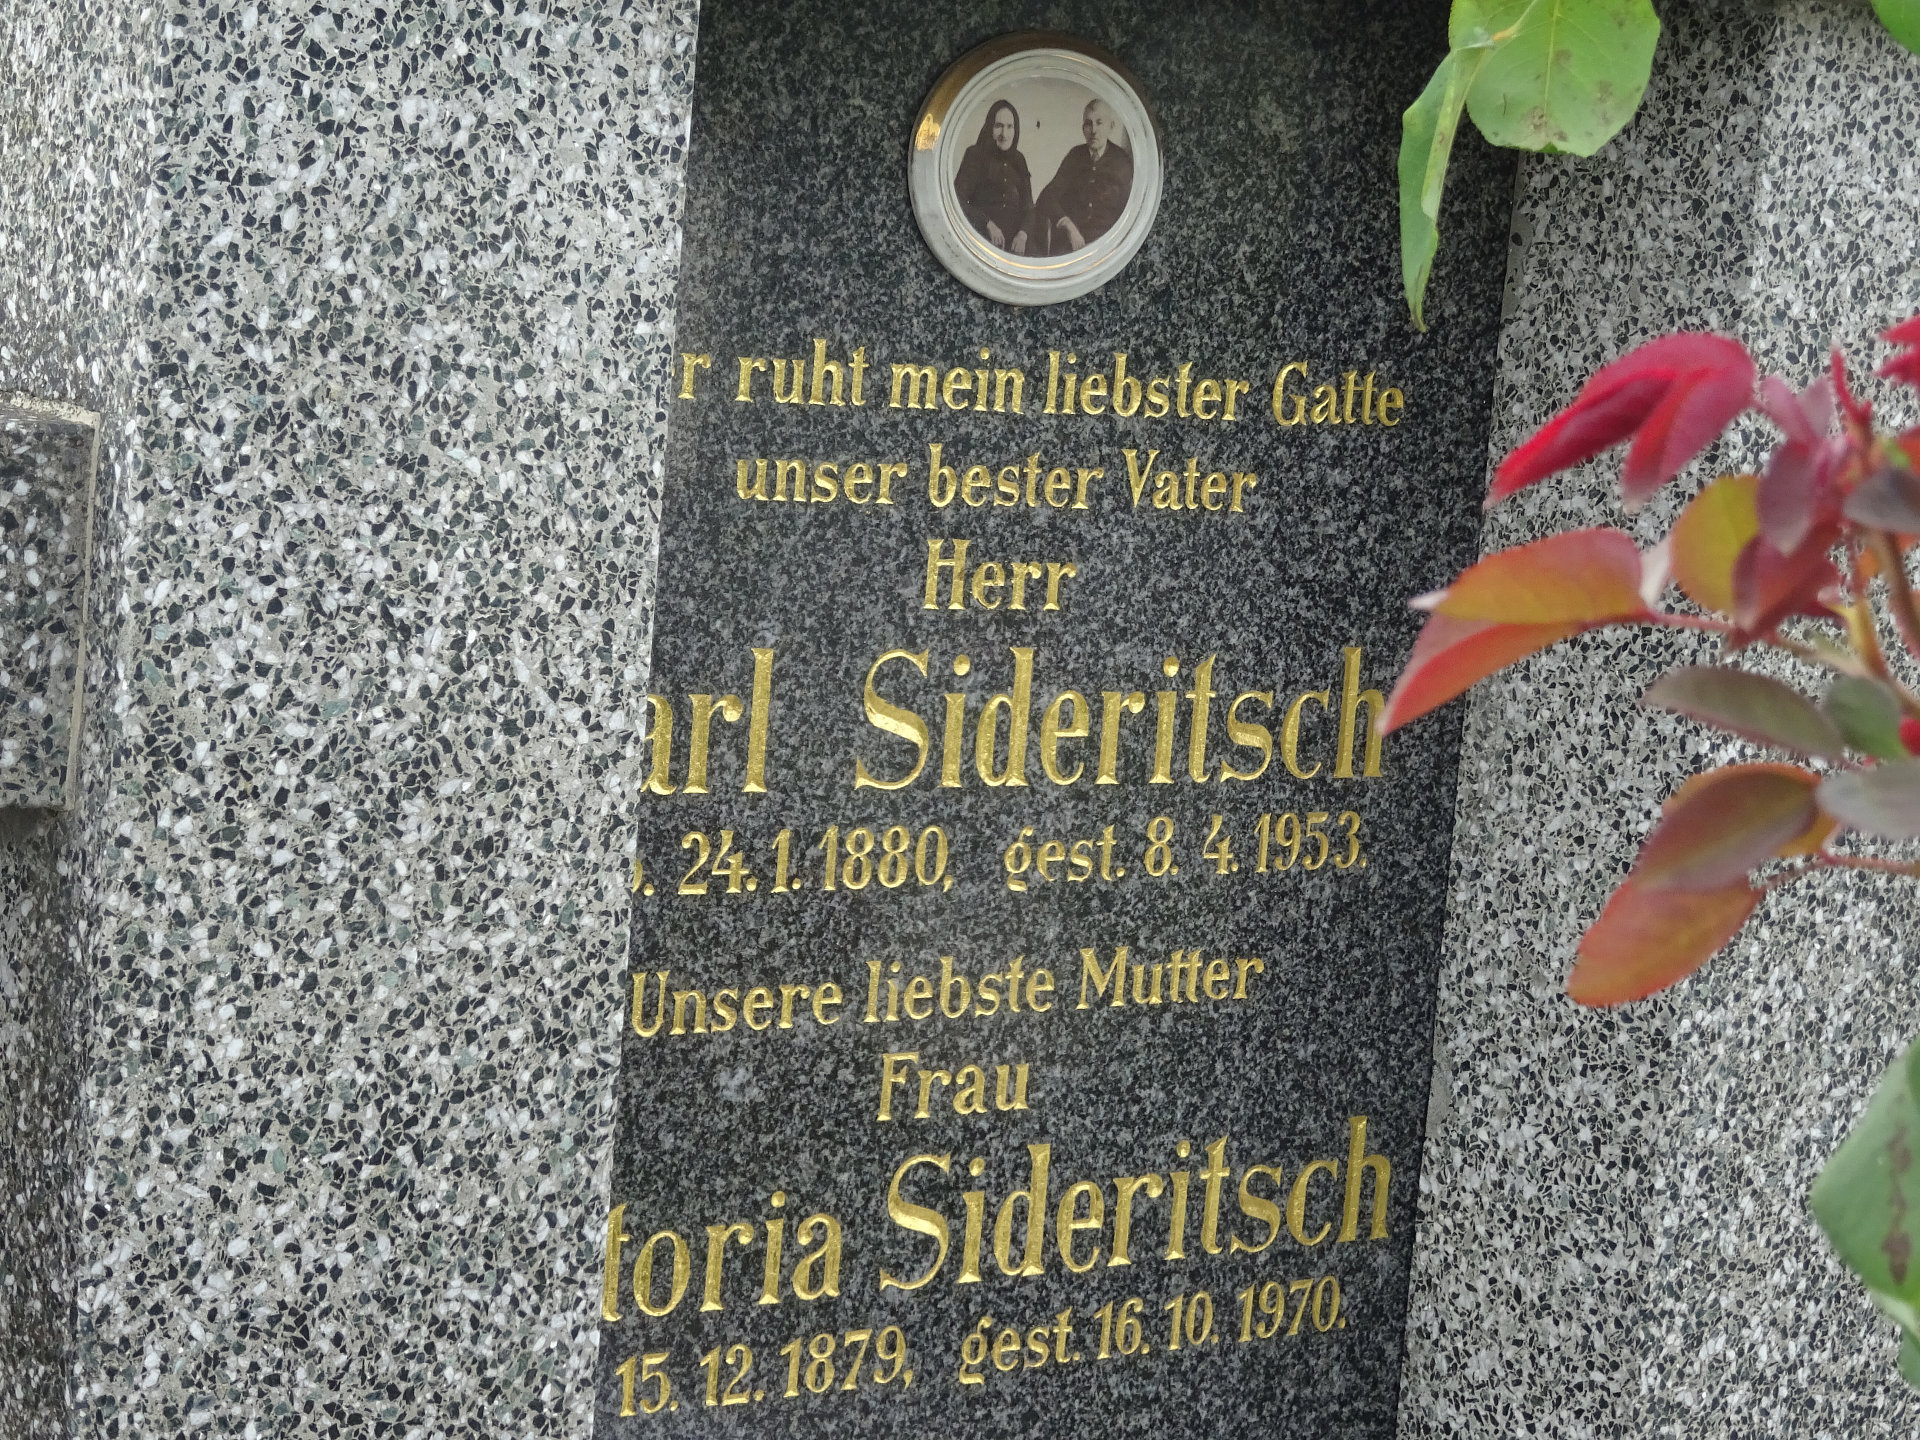 r ruht mein liebster Gatte
unser bester Vater
Herr
arl Sideritsch
. 24. 1. 1880, gest. 8. 4. 1953.
Unsere liebste Mutter
Frau
toria Sideritsch
15. 12. 1879, gest. 16. 10. 1970.